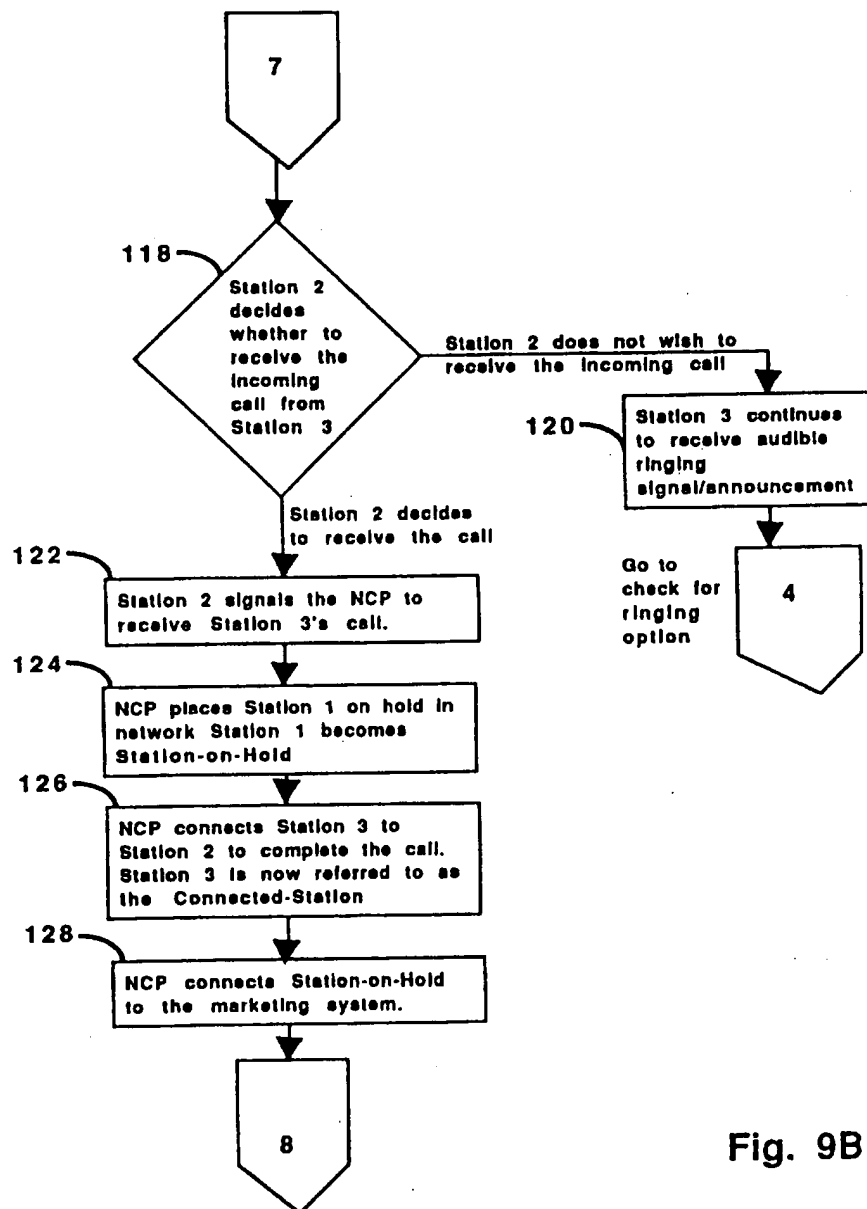 7
118
Station 2
decides
whether to
receive the
incoming
call from
Station 3
Station 2 does not wish to
receive the incoming call
120
Station 3 continues
to receive audible
ringing
signal/announcement
Station 2 decides
to receive the call
Go to
check for
ringing
option
4
122
Station 2 signals the NCP to
receive Station 3's call.
124
NCP places Station 1 on hold in
network Station 1 becomes
Station-on-Hold
126
NCP connects Station 3 to
Station 2 to complete the call.
Station 3 is now referred to as
the Connected-Station
128
NCP connects Station-on-Hold
to the marketing system.
8
Fig. 9B